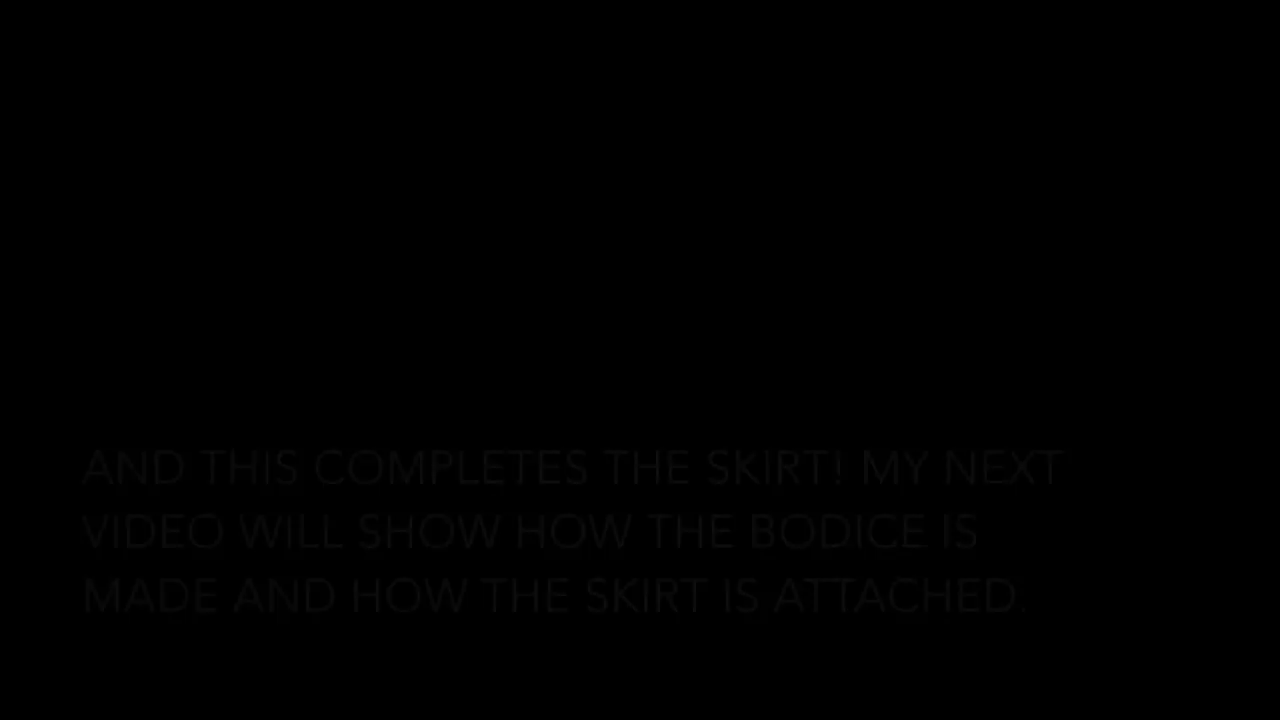 AND THIS COMPLETES THE SKIRT! MY NEXT
VIDEO WILL SHOW HOW THE BODICE IS
MADE AND HOW THE SKIRT IS ATTACHED.